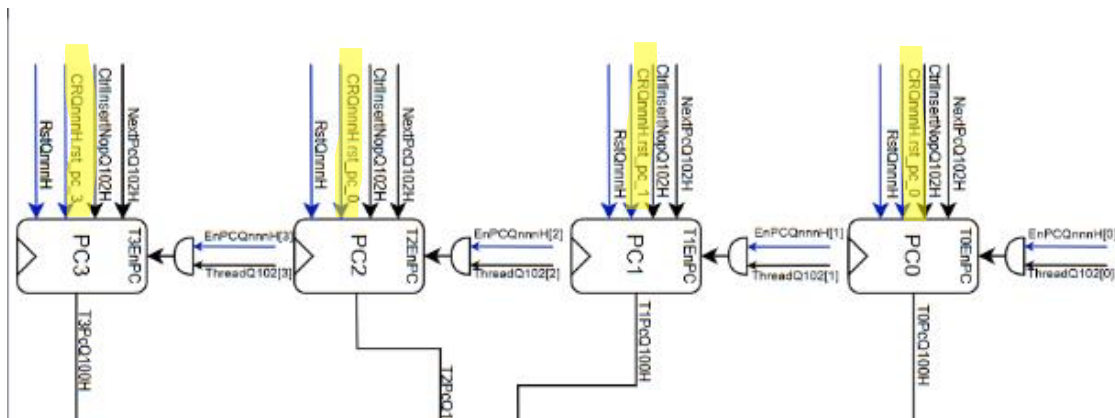 RstQnnnH
CRQnnnH.rst_pc_3
CtrlInsertNopQ102H
NextPcQ102H
T3EnPC
PC3
T3PcQ100H
EnPCQnnnH[3]
ThreadQ102[3]
RstQnnnH
CRQnnnH.rst_pc_0
CtrlInsertNopQ102H
NextPcQ102H
T2EnPC
PC2
T2PcQ1
EnPCQnnnH[2]
ThreadQ102[2]
RstQnnnH
CRQnnnH.rst_pc_1
CtrlInsertNopQ102H
NextPcQ102H
T1EnPC
PC1
T1PcQ100H
EnPCQnnnH[1]
ThreadQ102[1]
RstQnnnH
CRQnnnH.rst_pc_0
CtrlInsertNopQ102H
NextPcQ102H
T0EnPC
PC0
T0PcQ100H
EnPCQnnnH[0]
ThreadQ102[0]